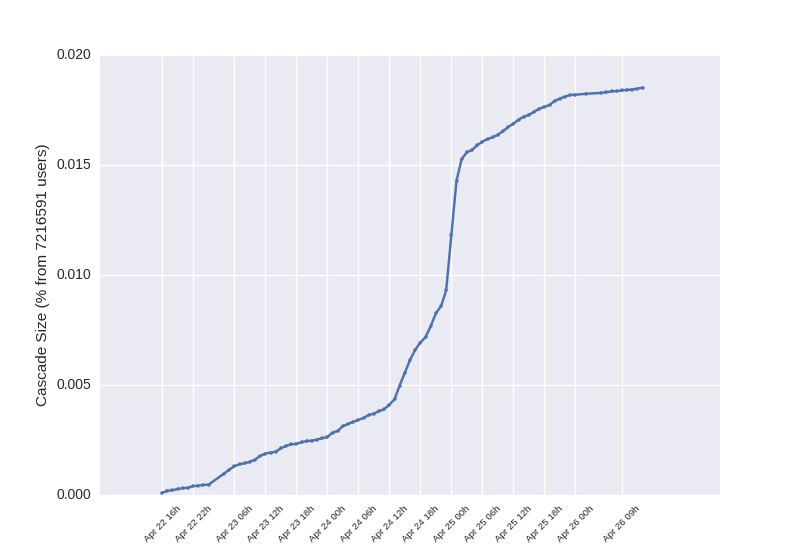 0.020
0.015
0.010
0.005
0.000
Cascade Size (% from 7216591 users)
Apr 22 16h
Apr 22 22h
Apr 23 06h
Apr 23 12h
Apr 23 18h
Apr 24 00h
Apr 24 06h
Apr 24 12h
Apr 24 18h
Apr 25 00h
Apr 25 06h
Apr 25 12h
Apr 25 18h
Apr 26 00h
Apr 26 09h